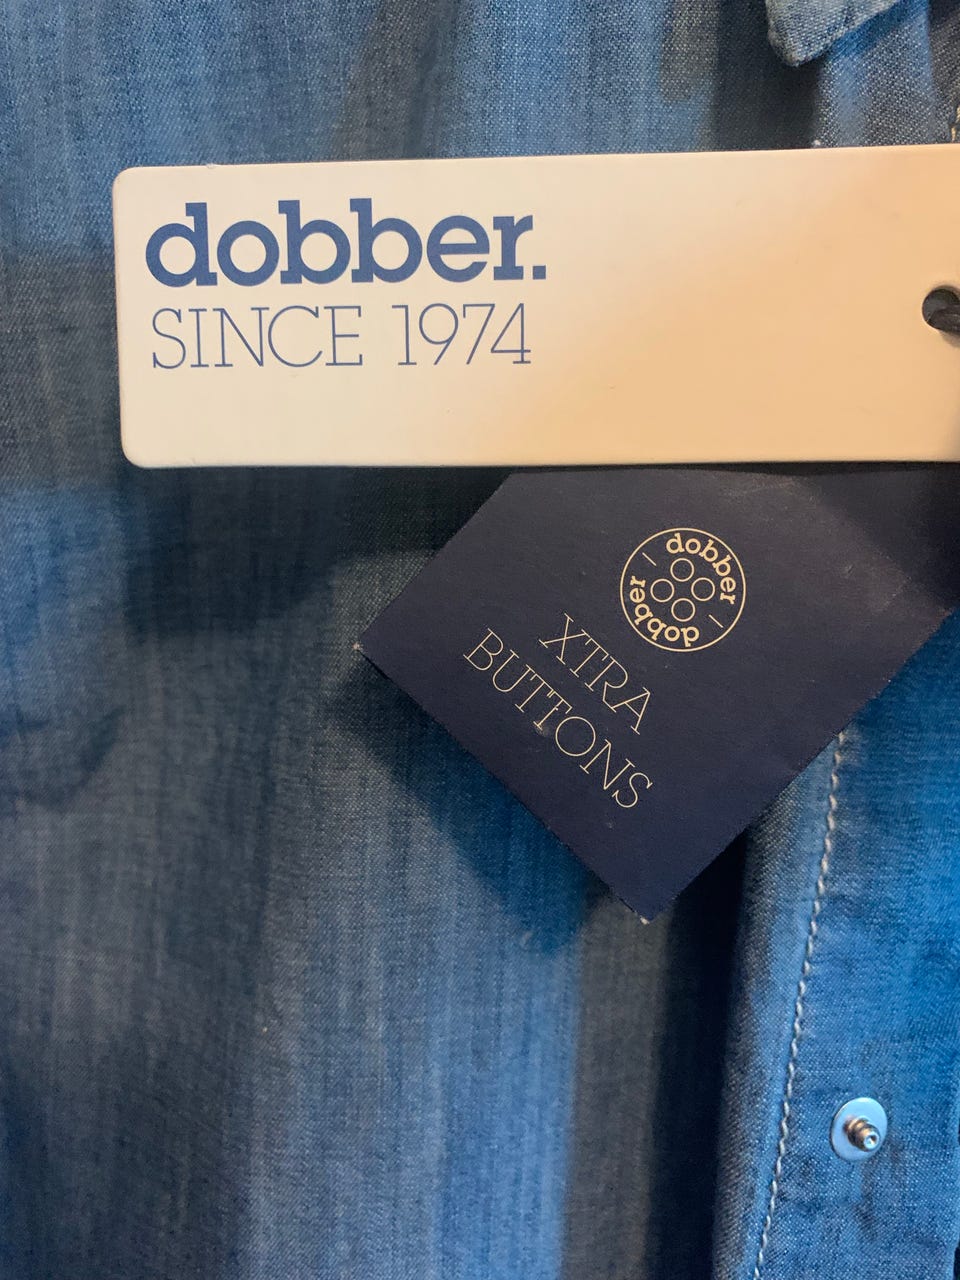 dobber.
SINCE 1974
dobber
dobber
XTRA
BUTTONS